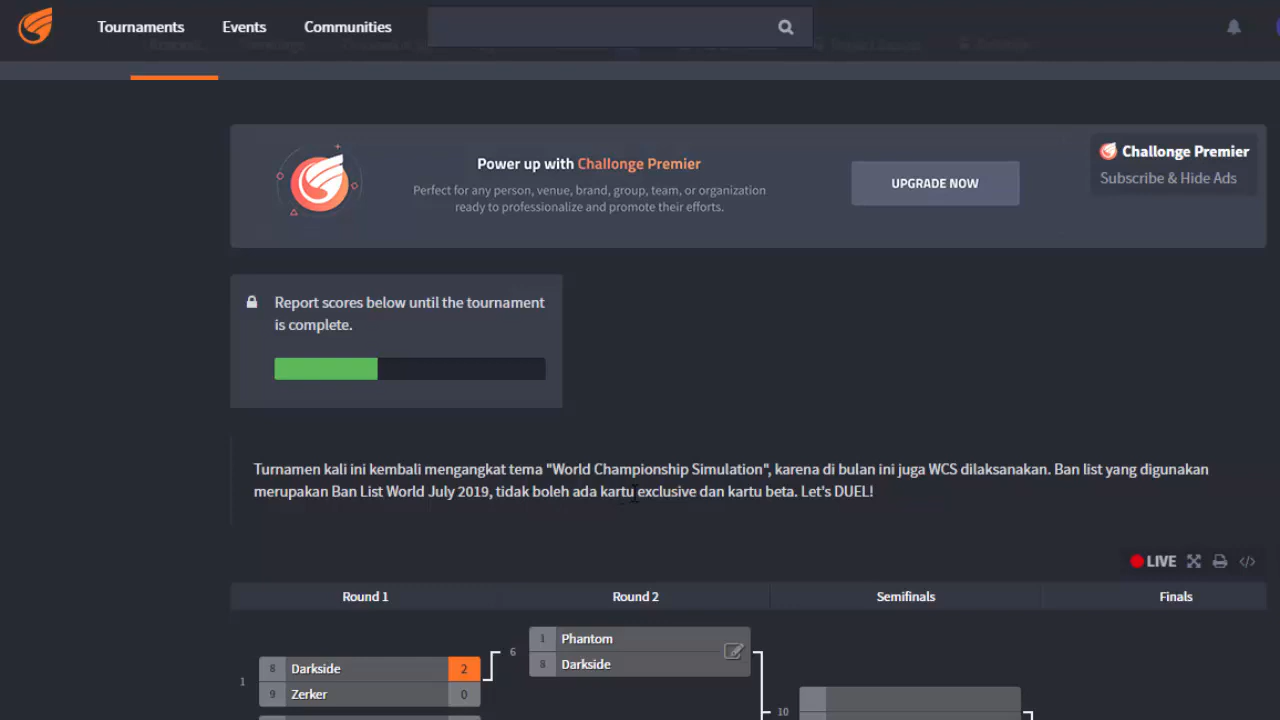 Tournaments Events Communities
Power up with Challonge Premier
Perfect for any person, venue, brand, group, team, or organization
ready to professionalize and promote their efforts.
UPGRADE NOW
Challonge Premier
Subscribe & Hide Ads
Report scores below until the tournament
is complete.
Turnamen kali ini kembali mengangkat tema "World Championship Simulation", karena di bulan ini juga WCS dilaksanakan. Ban list yang digunakan
merupakan Ban List World July 2019, tidak boleh ada kartu exclusive dan kartu beta. Let's DUEL!
LIVE
Round 1 Round 2 Semifinals Finals
1
8 Darkside 2
9 Zerker 0
6
1 Phantom
8 Darkside
10